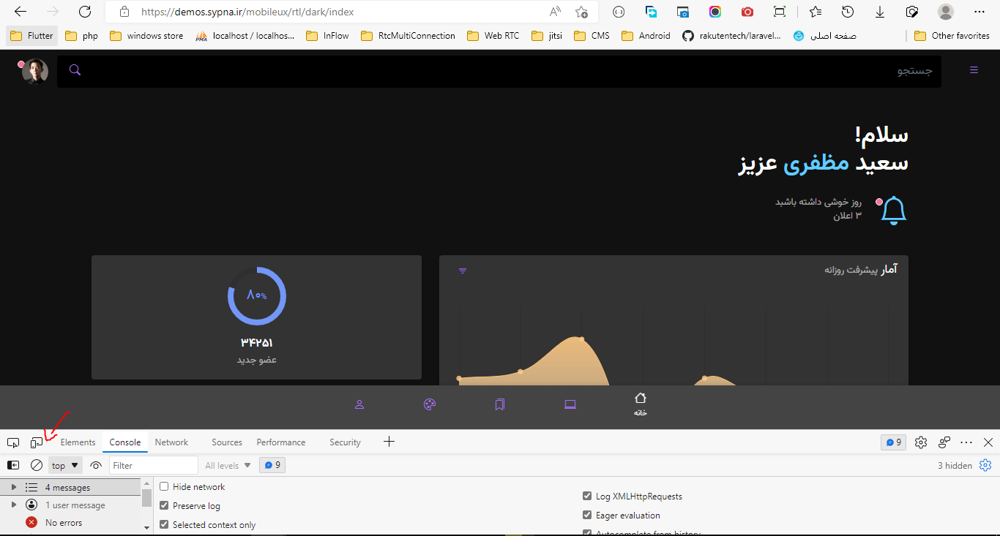 https://demos.sypna.ir/mobileux/rtl/dark/index
Flutter php windows store localhost / localhos... InFlow RtcMultiConnection Web RTC jitsi CMS Android rakutentech/laravel... صفحه اصلی Other favorites
جستجو
سلام!
سعید مظفری عزیز
روز خوشی داشته باشید
۳ اعلان
آمار پیشرفت روزانه
۸۰%
۳۴۲۵۱
عضو جدید
خانه
Elements Console Network Sources Performance Security 9
top Filter All levels 9 3 hidden
4 messages
1 user message
No errors
Hide network
Preserve log
Selected context only
Log XMLHttpRequests
Eager evaluation
Autocomplete from history